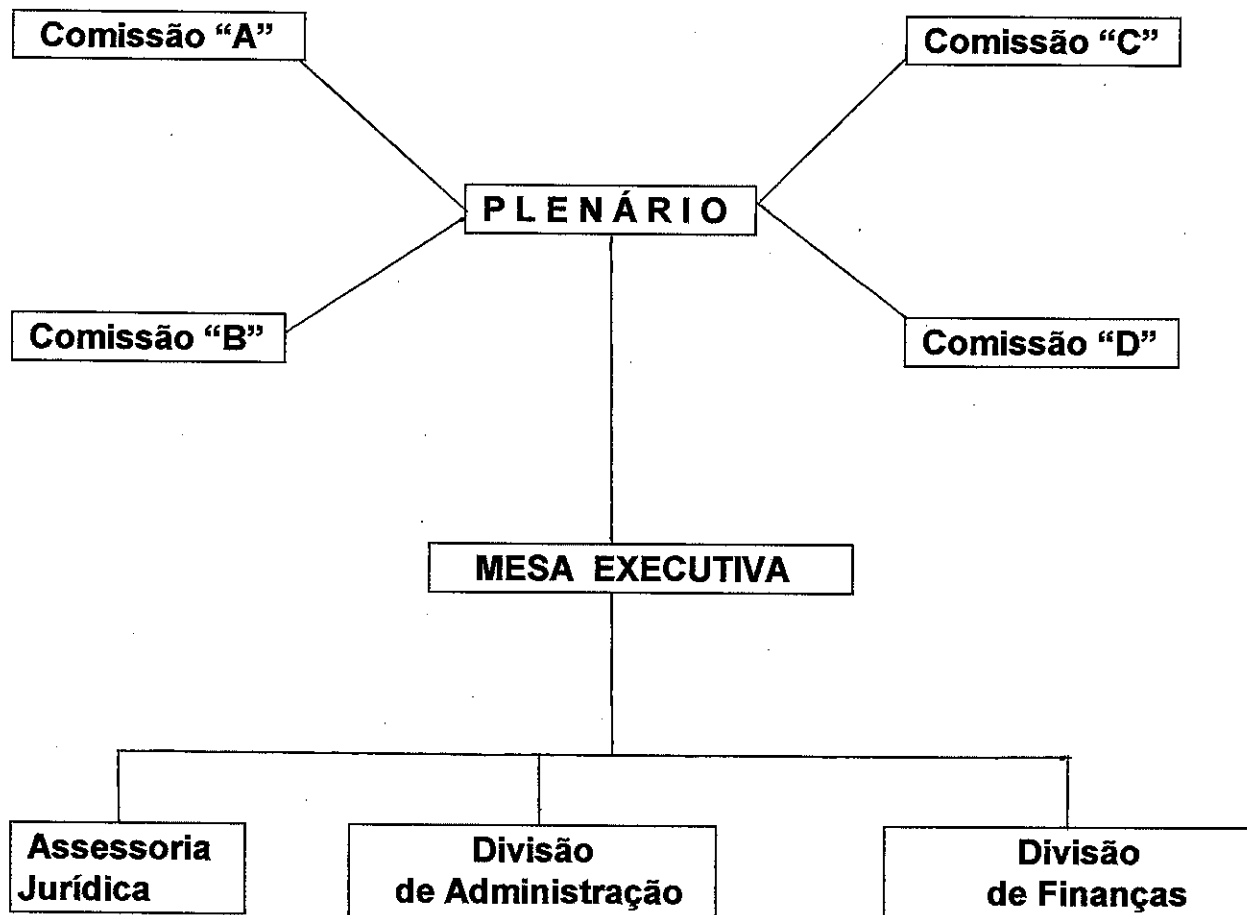 Comissão “A”
Comissão “C”
PLENÁRIO
Comissão “B”
Comissão “D”
MESA EXECUTIVA
Assessoria
Jurídica
Divisão
de Administração
Divisão
de Finanças